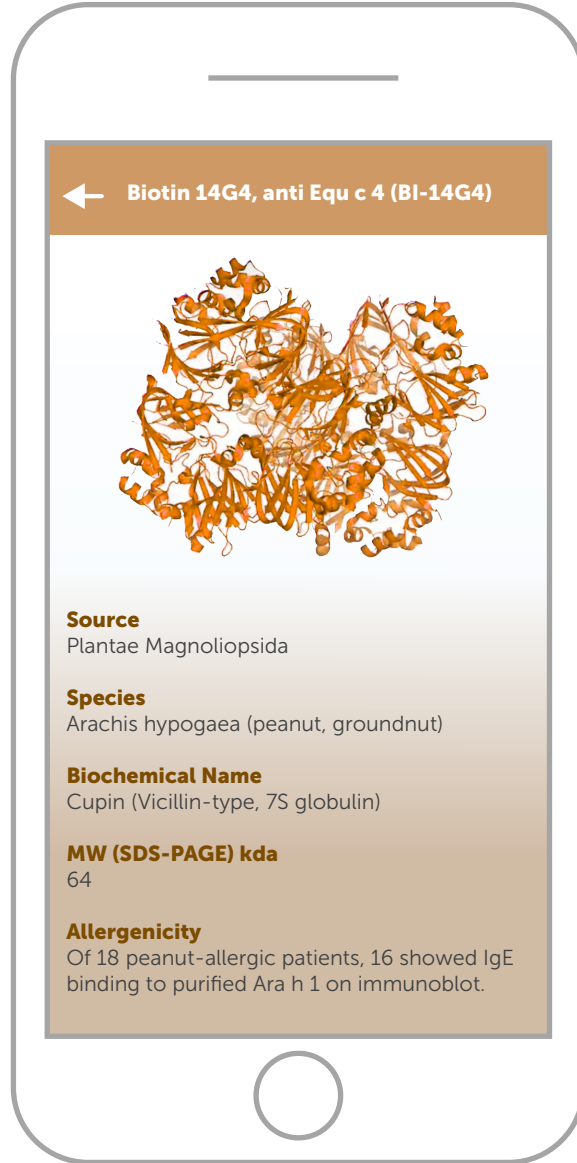 Biotin 14G4, anti Equ c 4 (BI-14G4)
Source
Plantae Magnoliopsida
Species
Arachis hypogaea (peanut, groundnut)
Biochemical Name
Cupin (Vicillin-type, 7S globulin)
MW (SDS-PAGE) kda
64
Allergenicity
Of 18 peanut-allergic patients, 16 showed IgE
binding to purified Ara h 1 on immunoblot.